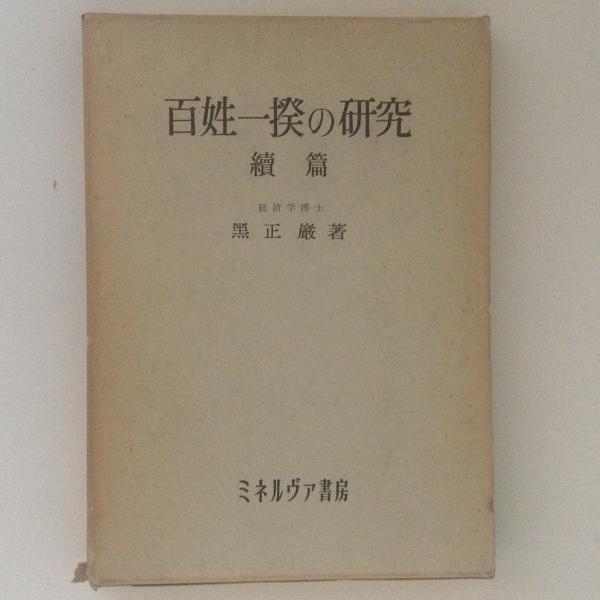 百姓一揆の研究
續篇
経済学博士
黑正巌著
ミネルヴァ書房